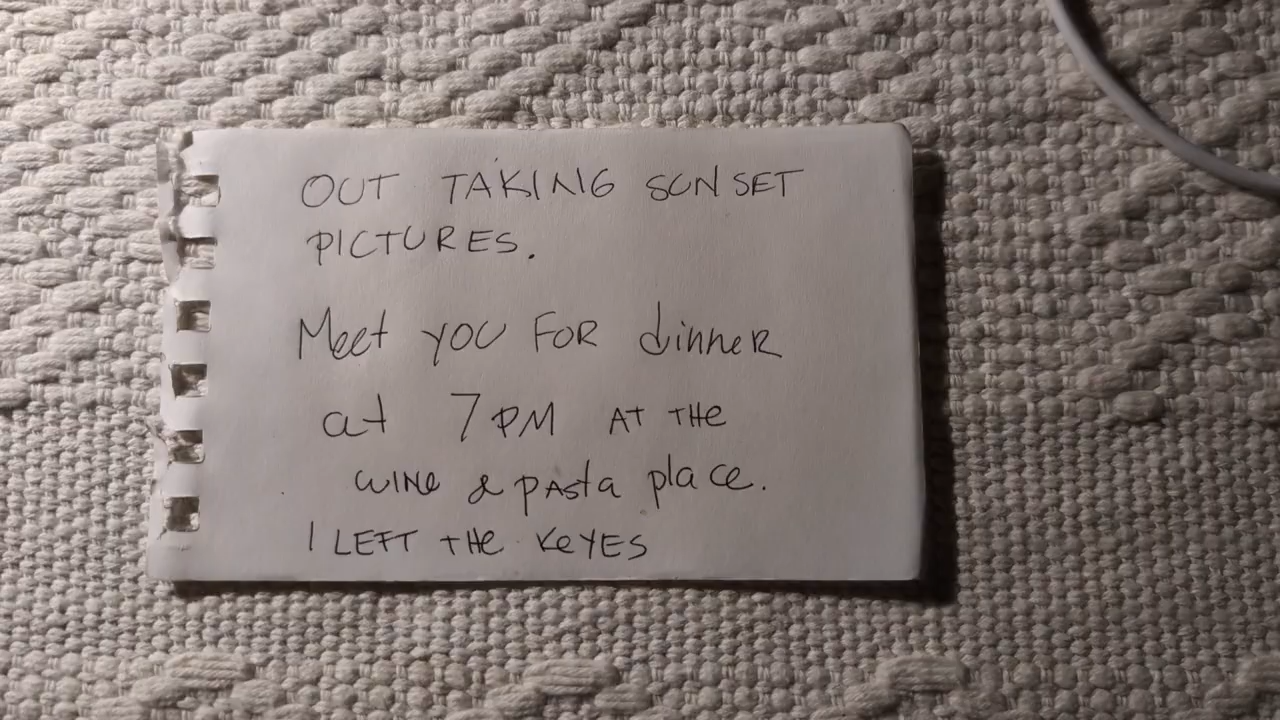 OUT TAKING SUNSET
PICTURES.
Meet YOU FOR dinneR
at 7PM AT THE
WINe & pAsta place.
I LEFT THE KeYES